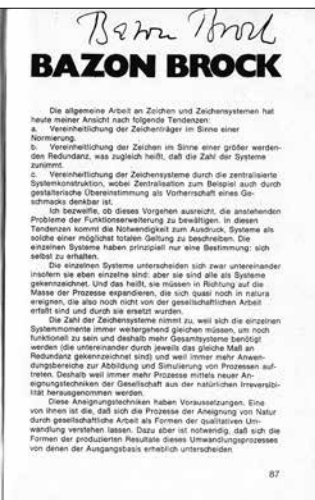 Bazon Brock
BAZON BROCK
Die allgemeine Arbeit an Zeichen und Zeichensystemen hat
heute meiner Ansicht nach folgende Tendenzen:
a. Vereinheitlichung der Zeichenträger im Sinne einer
Normierung.
b. Vereinheitlichung der Zeichen im Sinne einer größer werden-
den Redundanz, was zugleich heißt, daß die Zahl der Systeme
zunimmt.
c. Vereinheitlichung der Zeichensysteme durch die zentralisierte
Systemkonstruktion, wobei Zentralisation zum Beispiel auch durch
gestalterische Übereinstimmung als Vorherrschaft eines Ge-
schmacks denkbar ist.
Ich bezweifle, ob dieses Vorgehen ausreicht, die anstehenden
Probleme der Funktionserweiterung zu bewältigen. In diesen
Tendenzen kommt die Notwendigkeit zum Ausdruck, Systeme als
solche einer möglichst totalen Geltung zu beschreiben. Die
einzelnen Systeme haben prinzipiell nur eine Bestimmung: sich
selbst zu erhalten.
Die einzelnen Systeme unterscheiden sich zwar untereinander
insofern sie eben einzelne sind: aber sie sind alle als Systeme
gekennzeichnet. Und das heißt, sie müssen in Richtung auf die
Masse der Prozesse expandieren, die sich quasi noch in natura
ereignen, die also noch nicht von der gesellschaftlichen Arbeit
erfaßt sind und durch sie ersetzt wurden.
Die Zahl der Zeichensysteme nimmt zu, weil sich die einzelnen
Systemmomente immer weitergehend gleichen müssen, um noch
funktionell zu sein und deshalb mehr Gesamtsysteme benötigt
werden (die untereinander durch jeweils das gleiche Maß an
Redundanz gekennzeichnet sind) und weil immer mehr Anwen-
dungsbereiche zur Abbildung und Simulierung von Prozessen auf-
treten. Deshalb weil immer mehr Prozesse mittels neuer An-
eignungstechniken der Gesellschaft aus der natürlichen Irreversibi-
lität herausgenommen werden.
Diese Aneignungstechniken haben Voraussetzungen. Eine
von ihnen ist die, daß sich die Prozesse der Aneignung von Natur
durch gesellschaftliche Arbeit als Formen der qualitativen Um-
wandlung verstehen lassen. Dazu aber ist notwendig, daß sich die
Formen der produzierten Resultate dieses Umwandlungsprozesses
von denen der Ausgangsbasis erheblich unterscheiden.
87